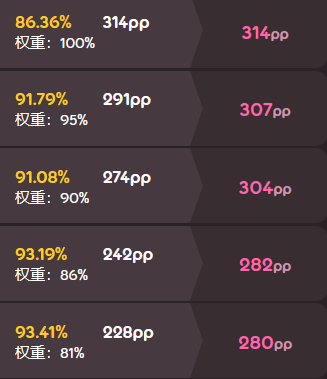 86.36% 314pp 314pp
权重：100%
91.79% 291pp 307pp
权重：95%
91.08% 274pp 304pp
权重：90%
93.19% 242pp 282pp
权重：86%
93.41% 228pp 280pp
权重：81%